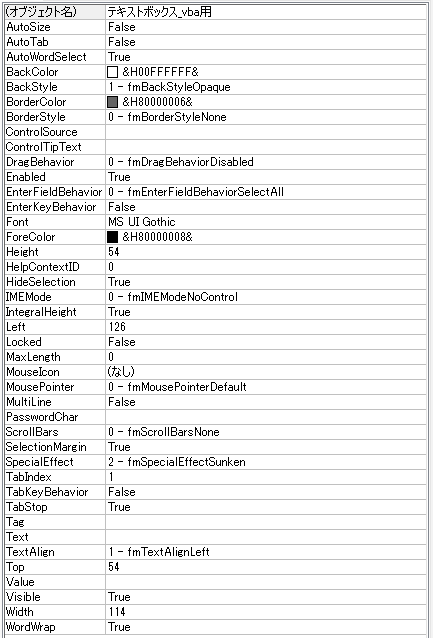 (オブジェクト名) テキストボックス_vba用
AutoSize False
AutoTab False
AutoWordSelect True
BackColor &H00FFFFFF&
BackStyle 1 - fmBackStyleOpaque
BorderColor &H80000006&
BorderStyle 0 - fmBorderStyleNone
ControlSource
ControlTipText
DragBehavior 0 - fmDragBehaviorDisabled
Enabled True
EnterFieldBehavior 0 - fmEnterFieldBehaviorSelectAll
EnterKeyBehavior False
Font MS UI Gothic
ForeColor &H80000008&
Height 54
HelpContextID 0
HideSelection True
IMEMode 0 - fmIMEModeNoControl
IntegralHeight True
Left 126
Locked False
MaxLength 0
MouseIcon (なし)
MousePointer 0 - fmMousePointerDefault
MultiLine False
PasswordChar
ScrollBars 0 - fmScrollBarsNone
SelectionMargin True
SpecialEffect 2 - fmSpecialEffectSunken
TabIndex 1
TabKeyBehavior False
TabStop True
Tag
Text
TextAlign 1 - fmTextAlignLeft
Top 54
Value
Visible True
Width 114
WordWrap True